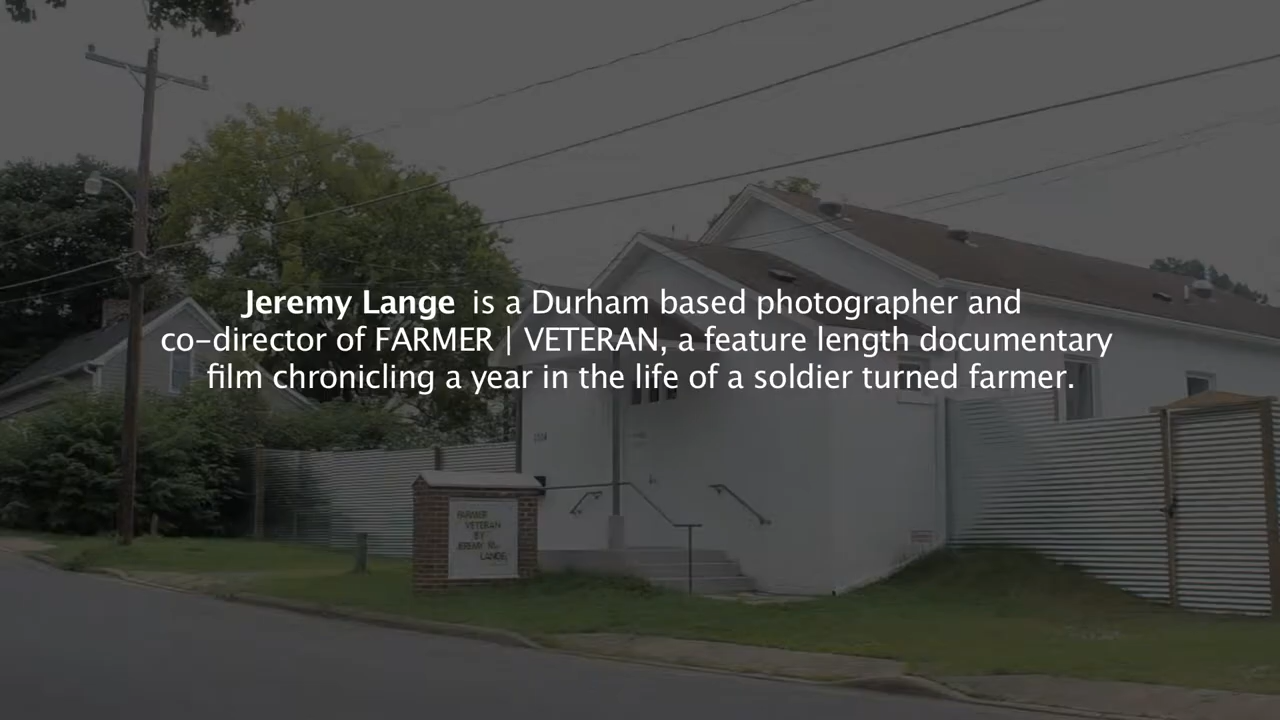 Jeremy Lange is a Durham based photographer and
co-director of FARMER | VETERAN, a feature length documentary
film chronicling a year in the life of a soldier turned farmer.
FARMER
VETERAN
BY
JEREMY M.
LANGE